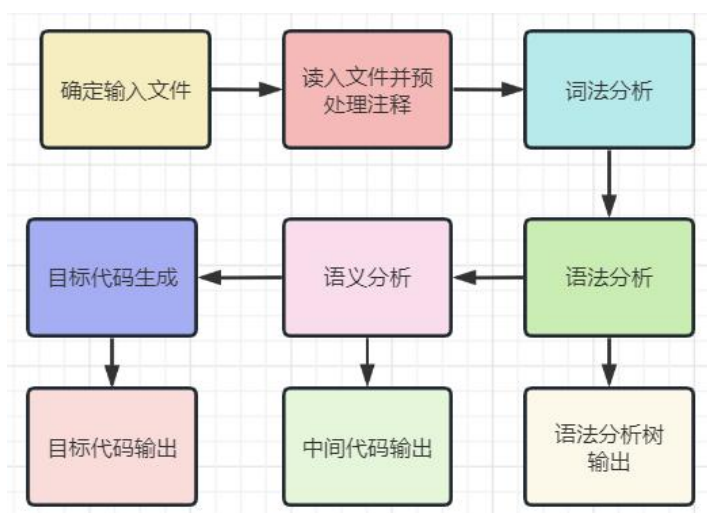 确定输入文件
读入文件并预
处理注释
词法分析
目标代码生成
语义分析
语法分析
目标代码输出
中间代码输出
语法分析树
输出